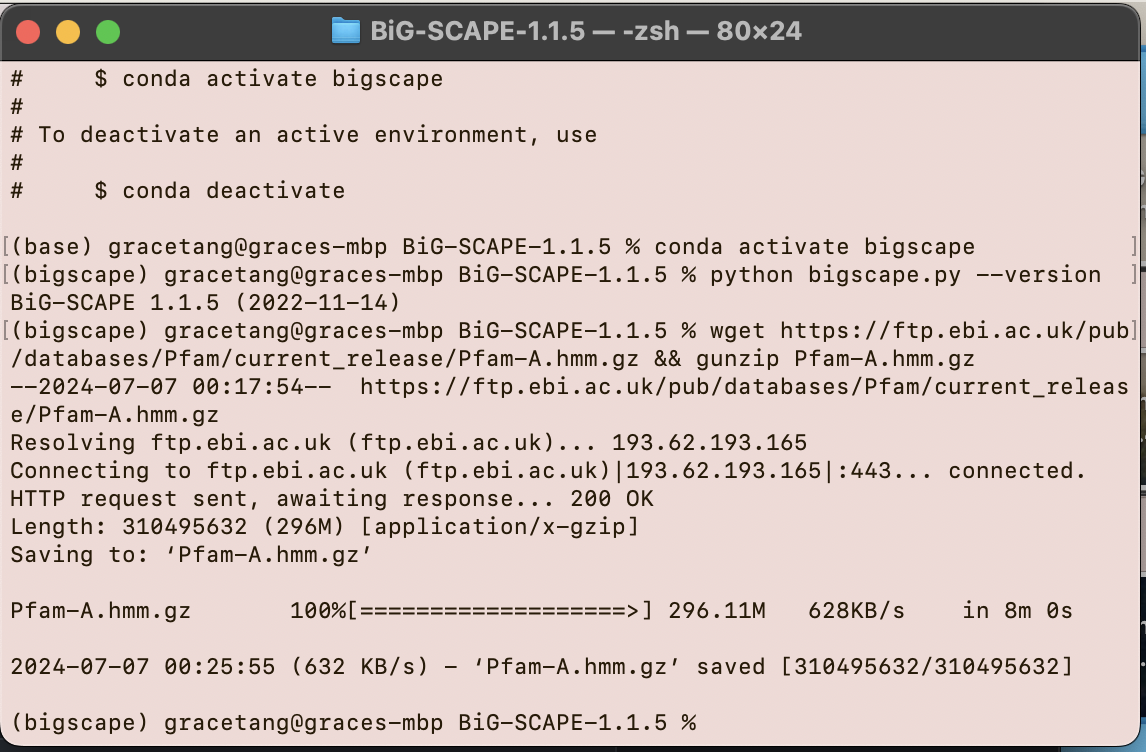 BiG-SCAPE-1.1.5 — -zsh — 80×24
#     $ conda activate bigscape
#
# To deactivate an active environment, use
#
#     $ conda deactivate
[(base) gracetang@graces-mbp BiG-SCAPE-1.1.5 % conda activate bigscape           ]
[(bigscape) gracetang@graces-mbp BiG-SCAPE-1.1.5 % python bigscape.py --version  ]
BiG-SCAPE 1.1.5 (2022-11-14)
[(bigscape) gracetang@graces-mbp BiG-SCAPE-1.1.5 % wget https://ftp.ebi.ac.uk/pub]
/databases/Pfam/current_release/Pfam-A.hmm.gz && gunzip Pfam-A.hmm.gz
--2024-07-07 00:17:54--  https://ftp.ebi.ac.uk/pub/databases/Pfam/current_releas
e/Pfam-A.hmm.gz
Resolving ftp.ebi.ac.uk (ftp.ebi.ac.uk)... 193.62.193.165
Connecting to ftp.ebi.ac.uk (ftp.ebi.ac.uk)|193.62.193.165|:443... connected.
HTTP request sent, awaiting response... 200 OK
Length: 310495632 (296M) [application/x-gzip]
Saving to: ‘Pfam-A.hmm.gz’
Pfam-A.hmm.gz       100%[===================>] 296.11M   628KB/s    in 8m 0s
2024-07-07 00:25:55 (632 KB/s) - ‘Pfam-A.hmm.gz’ saved [310495632/310495632]
(bigscape) gracetang@graces-mbp BiG-SCAPE-1.1.5 %